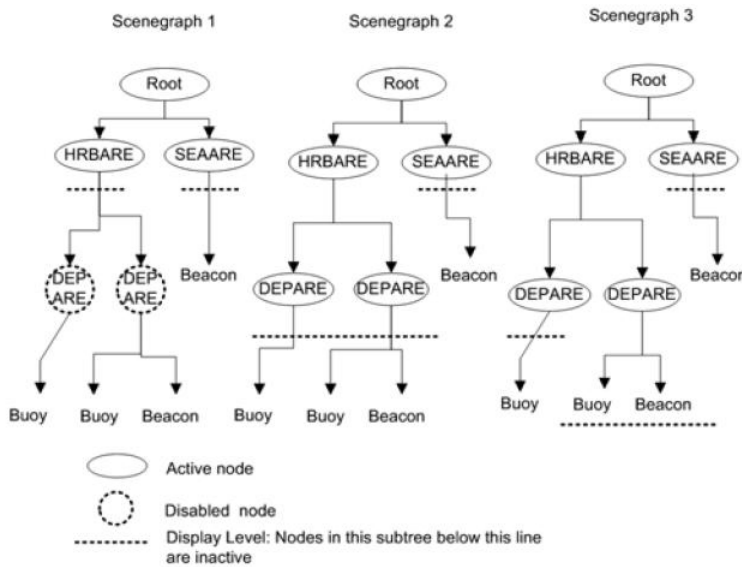 Scenegraph 1
Scenegraph 2
Scenegraph 3
Root
Root
Root
HRBARE
SEAARE
HRBARE
SEAARE
HRBARE
SEAARE
DEP
ARE
DEP
ARE
Beacon
DEPARE
DEPARE
Beacon
DEPARE
DEPARE
Beacon
Buoy
Buoy
Beacon
Buoy
Buoy
Beacon
Buoy
Buoy
Beacon
Active node
Disabled node
Display Level: Nodes in this subtree below this line
are inactive